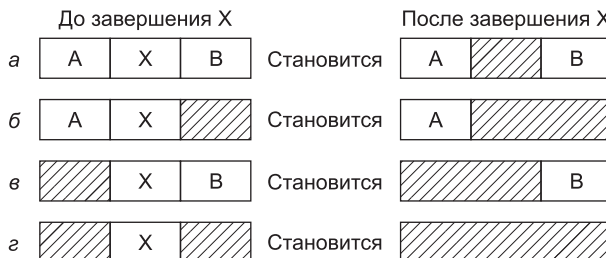 До завершения X После завершения X
а A X B Становится A B
б A X Становится A
в X B Становится B
г X Становится